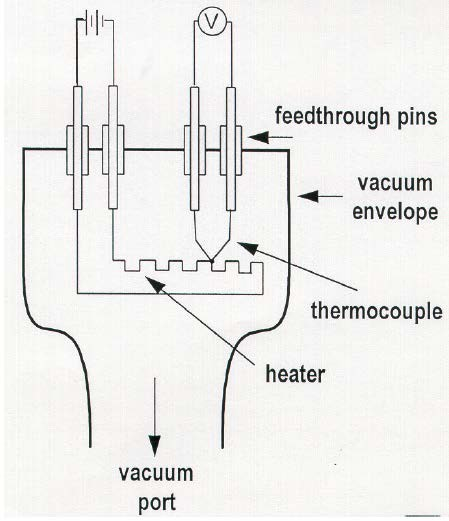 V
feedthrough pins
vacuum
envelope
thermocouple
heater
vacuum
port